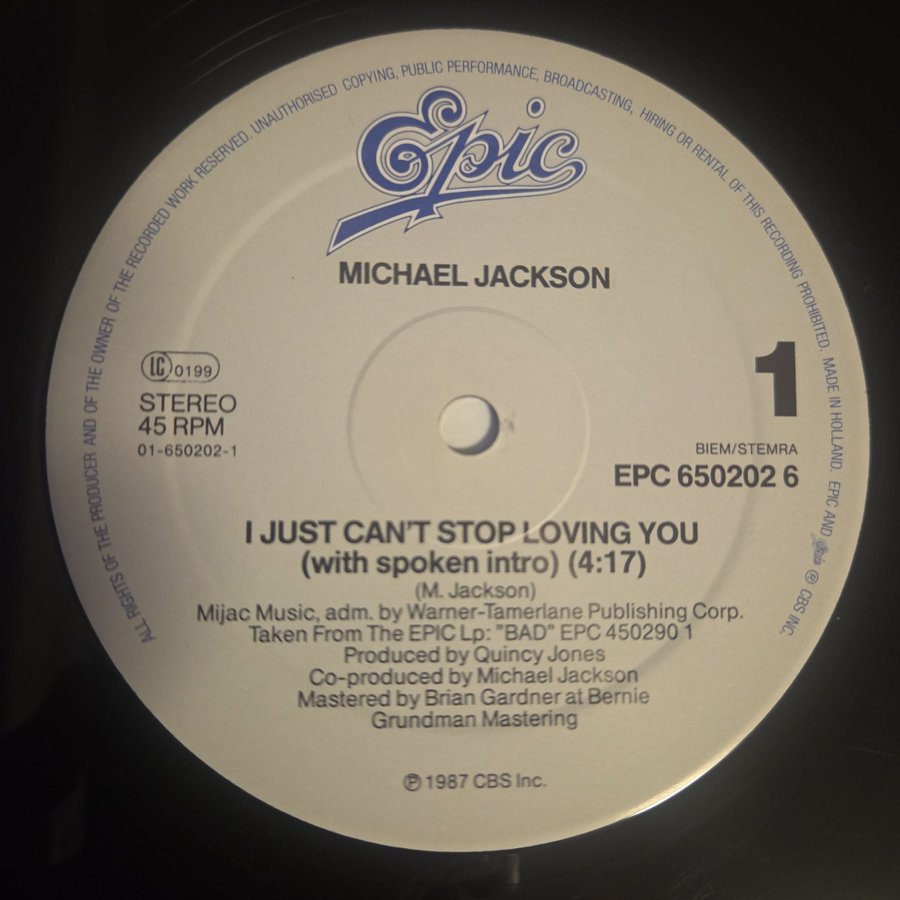 ALL RIGHTS OF THE PRODUCER AND OF THE OWNER OF THE RECORDED WORK RESERVED. UNAUTHORISED COPYING, PUBLIC PERFORMANCE, BROADCASTING, HIRING OR RENTAL OF THIS RECORDING PROHIBITED. MADE IN HOLLAND. EPIC AND Epic ® CBS INC.
Epic
MICHAEL JACKSON
LC 0199
STEREO
45 RPM
01-650202-1
1
BIEM/STEMRA
EPC 650202 6
I JUST CAN'T STOP LOVING YOU
(with spoken intro) (4:17)
(M. Jackson)
Mijac Music, adm. by Warner-Tamerlane Publishing Corp.
Taken From The EPIC Lp: "BAD" EPC 450290 1
Produced by Quincy Jones
Co-produced by Michael Jackson
Mastered by Brian Gardner at Bernie
Grundman Mastering
℗ 1987 CBS Inc.